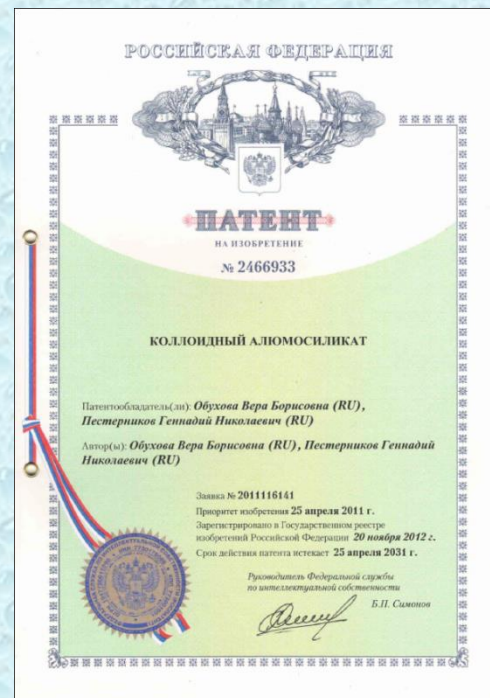 РОССИЙСКАЯ ФЕДЕРАЦИЯ
ПАТЕНТ
НА ИЗОБРЕТЕНИЕ
№ 2466933
КОЛЛОИДНЫЙ АЛЮМОСИЛИКАТ
Патентообладатель(ли): Обухова Вера Борисовна (RU),
Пестерников Геннадий Николаевич (RU)
Автор(ы): Обухова Вера Борисовна (RU), Пестерников Геннадий
Николаевич (RU)
Заявка № 2011116141
Приоритет изобретения 25 апреля 2011 г.
Зарегистрировано в Государственном реестре
изобретений Российской Федерации 20 ноября 2012 г.
Срок действия патента истекает 25 апреля 2031 г.
Руководитель Федеральной службы
по интеллектуальной собственности
Б.П. Симонов